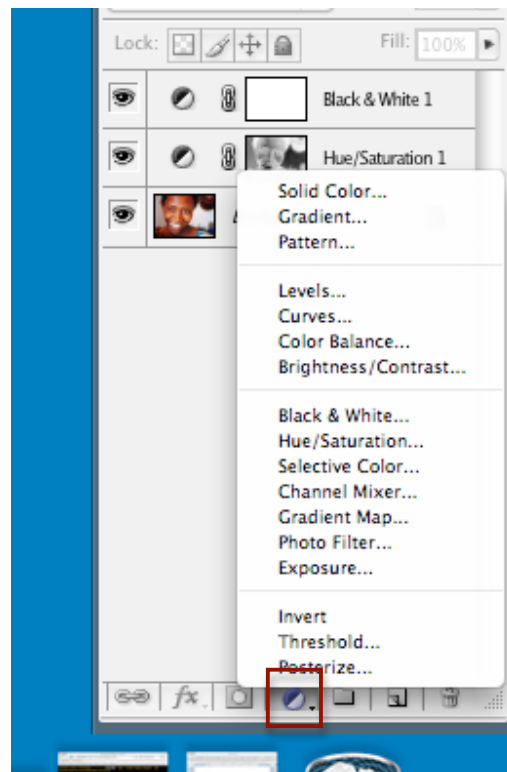 Lock: Fill: 100%
Black & White 1
Hue/Saturation 1
Solid Color...
Gradient...
Pattern...
Levels...
Curves...
Color Balance...
Brightness/Contrast...
Black & White...
Hue/Saturation...
Selective Color...
Channel Mixer...
Gradient Map...
Photo Filter...
Exposure...
Invert
Threshold...
Posterize...
fx.